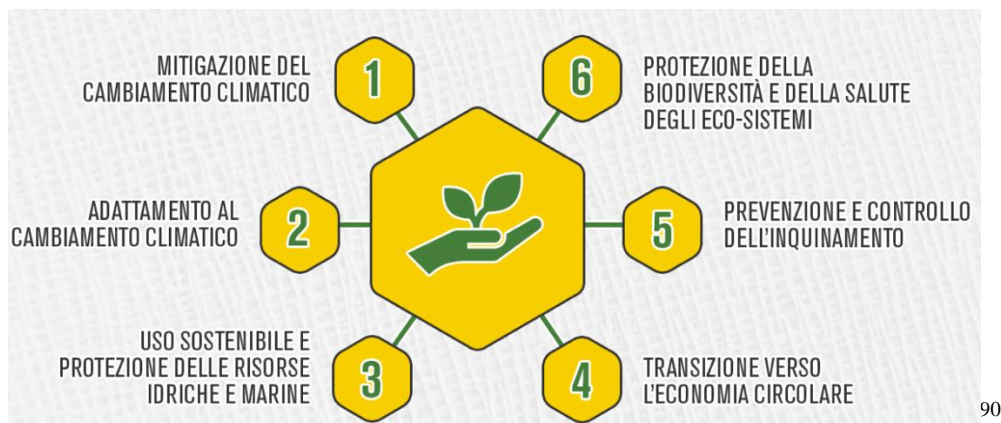 1
MITIGAZIONE DEL
CAMBIAMENTO CLIMATICO
2
ADATTAMENTO AL
CAMBIAMENTO CLIMATICO
3
USO SOSTENIBILE E
PROTEZIONE DELLE RISORSE
IDRICHE E MARINE
4
TRANSIZIONE VERSO
L'ECONOMIA CIRCOLARE
5
PREVENZIONE E CONTROLLO
DELL'INQUINAMENTO
6
PROTEZIONE DELLA
BIODIVERSITÀ E DELLA SALUTE
DEGLI ECO-SISTEMI
90